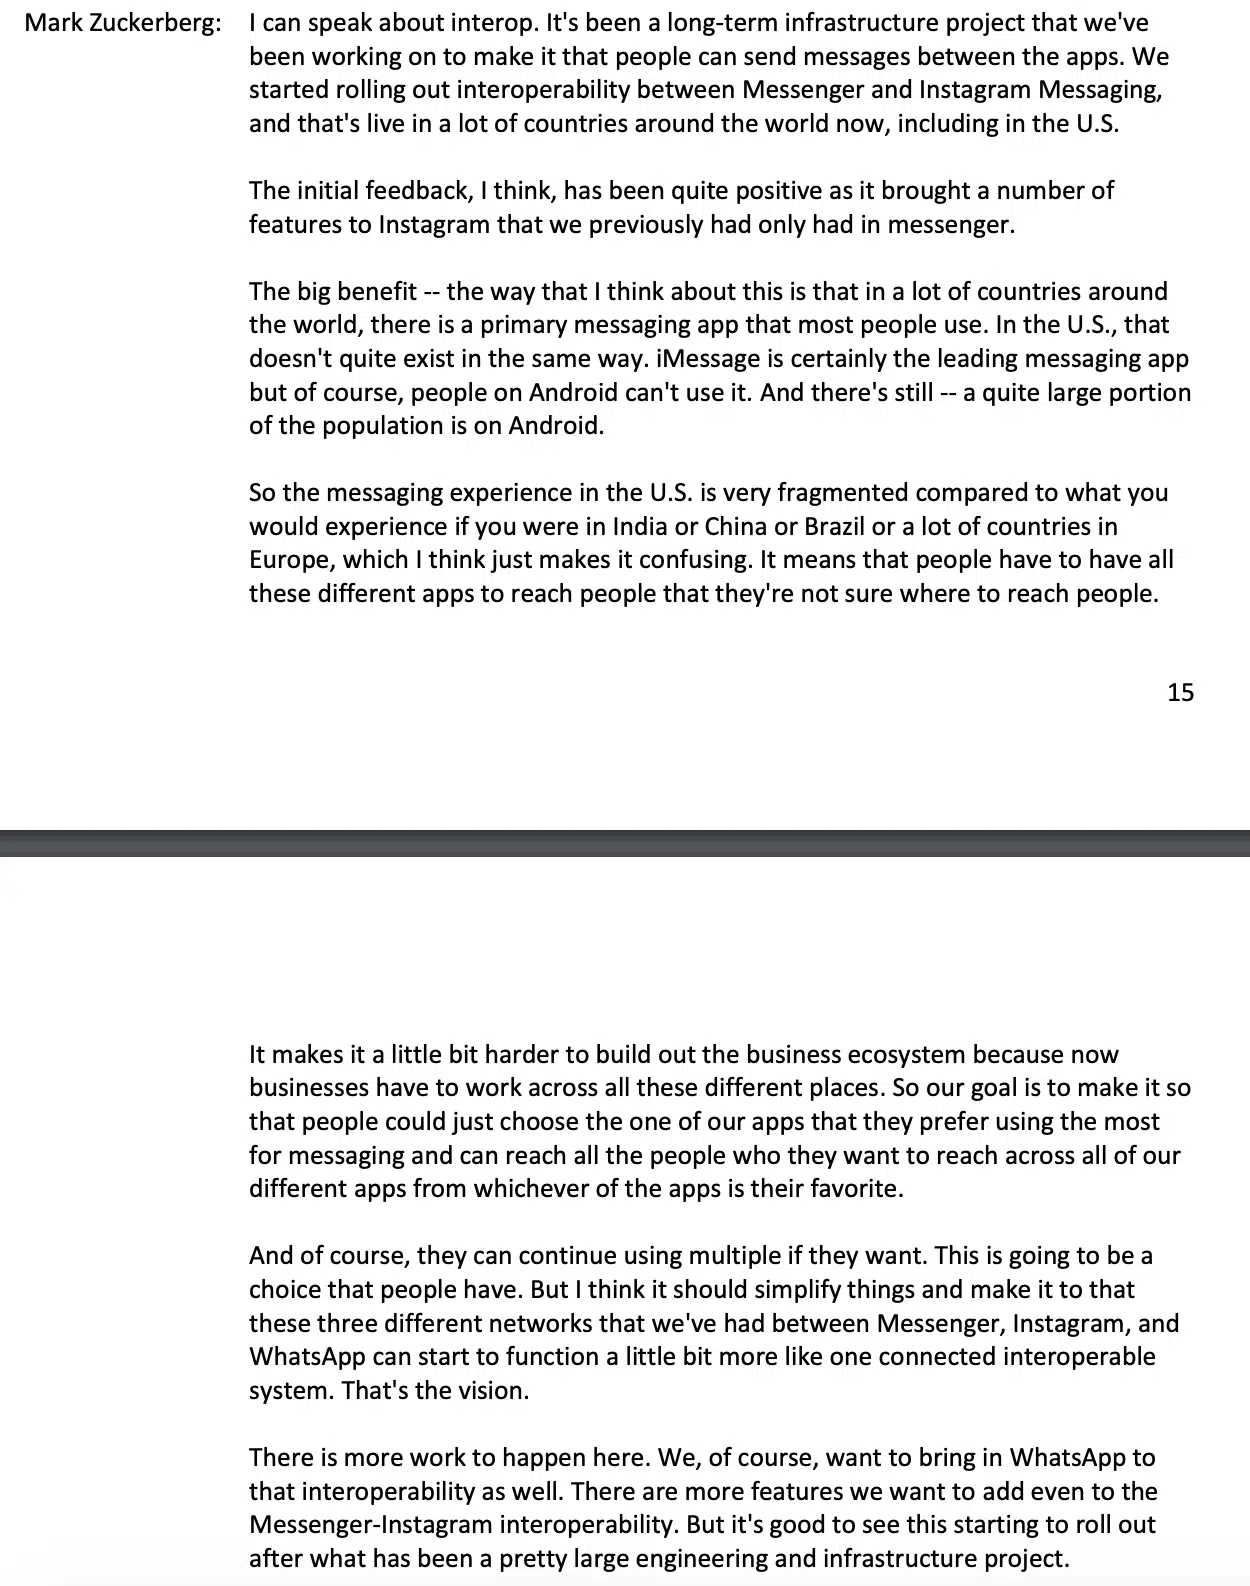 Mark Zuckerberg: I can speak about interop. It's been a long-term infrastructure project that we've
been working on to make it that people can send messages between the apps. We
started rolling out interoperability between Messenger and Instagram Messaging,
and that's live in a lot of countries around the world now, including in the U.S.
The initial feedback, I think, has been quite positive as it brought a number of
features to Instagram that we previously had only had in messenger.
The big benefit -- the way that I think about this is that in a lot of countries around
the world, there is a primary messaging app that most people use. In the U.S., that
doesn't quite exist in the same way. iMessage is certainly the leading messaging app
but of course, people on Android can't use it. And there's still -- a quite large portion
of the population is on Android.
So the messaging experience in the U.S. is very fragmented compared to what you
would experience if you were in India or China or Brazil or a lot of countries in
Europe, which I think just makes it confusing. It means that people have to have all
these different apps to reach people that they're not sure where to reach people.
15
It makes it a little bit harder to build out the business ecosystem because now
businesses have to work across all these different places. So our goal is to make it so
that people could just choose the one of our apps that they prefer using the most
for messaging and can reach all the people who they want to reach across all of our
different apps from whichever of the apps is their favorite.
And of course, they can continue using multiple if they want. This is going to be a
choice that people have. But I think it should simplify things and make it to that
these three different networks that we've had between Messenger, Instagram, and
WhatsApp can start to function a little bit more like one connected interoperable
system. That's the vision.
There is more work to happen here. We, of course, want to bring in WhatsApp to
that interoperability as well. There are more features we want to add even to the
Messenger-Instagram interoperability. But it's good to see this starting to roll out
after what has been a pretty large engineering and infrastructure project.